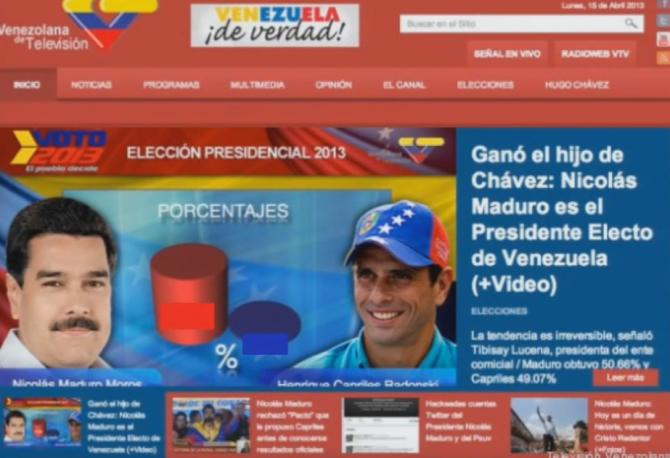 Lunes, 15 de Abril 2013
Venezolana
de Televisión
VENEZUELA
¡de verdad!
Buscar en el Sitio
SEÑAL EN VIVO
RADIOWEB VTV
INICIO
NOTICIAS
PROGRAMAS
MULTIMEDIA
OPINIÓN
EL CANAL
ELECCIONES
HUGO CHÁVEZ
VOTO
2013
El pueblo decide
ELECCIÓN PRESIDENCIAL 2013
PORCENTAJES
%
Nicolás Maduro Moros
Henrique Capriles Radonski
Ganó el hijo de
Chávez: Nicolás
Maduro es el
Presidente Electo
de Venezuela
(+Video)
ELECCIONES
La tendencia es irreversible, señaló
Tibisay Lucena, presidenta del ente
comicial / Maduro obtuvo 50.66% y
Capriles 49.07%
Leer más
Ganó el hijo de
Chávez: Nicolás
Maduro es el
Presidente Electo de
Venezuela (+Video)
Nicolás Maduro
rechazó "Pacto" que
le propuso Capriles
antes de conocerse
resultados oficiales
Hackeadas cuentas
Twitter del
Presidente Nicolás
Maduro y del Psuv
Nicolás Maduro:
Hoy es un día de
historia, vamos con
Cristo Redentor
(+Fotos)
Televisión Venezolana